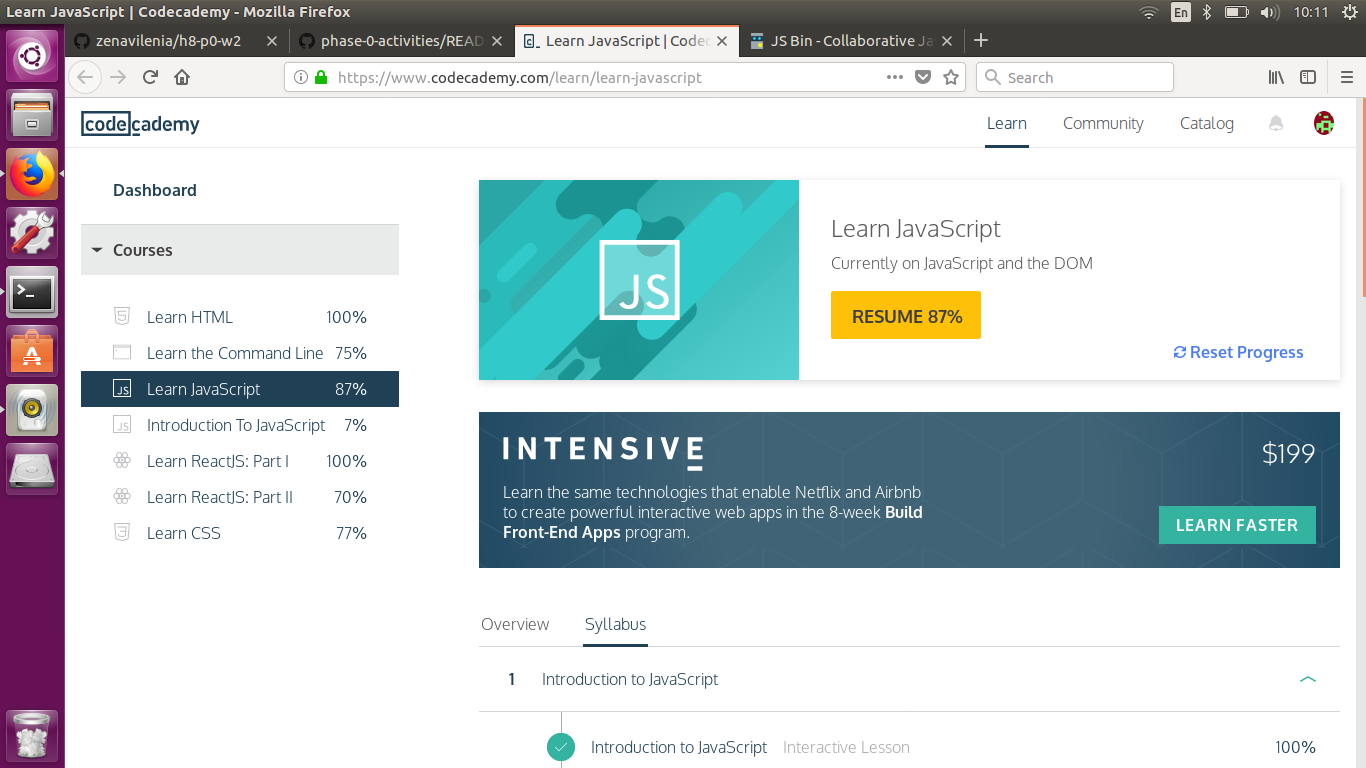 Learn JavaScript | Codecademy - Mozilla Firefox
En
10:11
zenavilenia/h8-p0-w2
phase-0-activities/READ
Learn JavaScript | Codec
JS Bin - Collaborative Ja
https://www.codecademy.com/learn/learn-javascript
Search
codecademy
Learn
Community
Catalog
Dashboard
Courses
Learn HTML 100%
Learn the Command Line 75%
JS Learn JavaScript 87%
JS Introduction To JavaScript 7%
Learn ReactJS: Part I 100%
Learn ReactJS: Part II 70%
Learn CSS 77%
JS
Learn JavaScript
Currently on JavaScript and the DOM
RESUME 87%
Reset Progress
INTENSIVE
$199
Learn the same technologies that enable Netflix and Airbnb
to create powerful interactive web apps in the 8-week Build
Front-End Apps program.
LEARN FASTER
Overview
Syllabus
1 Introduction to JavaScript
Introduction to JavaScript Interactive Lesson 100%